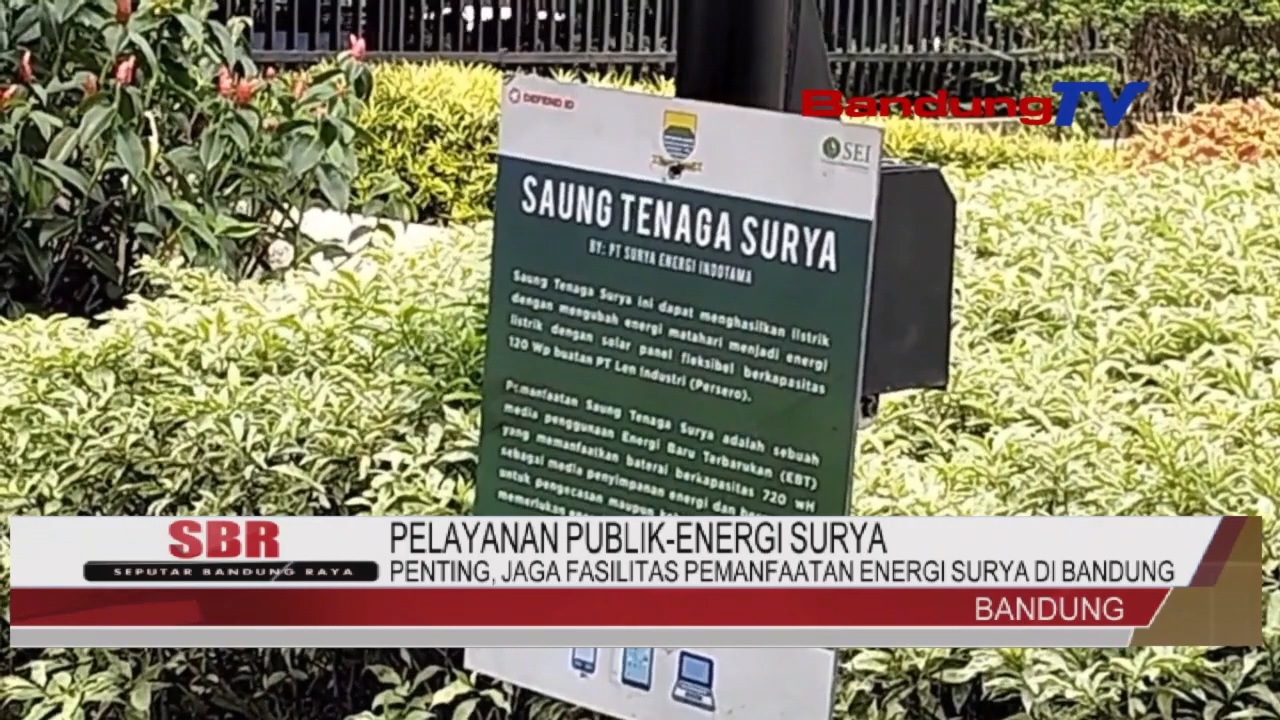 DEFEND ID
BandungTV
SEI
SAUNG TENAGA SURYA
BY: PT SURYA ENERGI INDOTAMA
Saung Tenaga Surya ini dapat menghasilkan listrik
dengan mengubah energi matahari menjadi energi
listrik dengan solar panel fleksibel berkapasitas
120 Wp buatan PT Len Industri (Persero).
Pemanfaatan Saung Tenaga Surya adalah sebuah
media penggunaan Energi Baru Terbarukan (EBT)
yang memanfaatkan baterai berkapasitas 720 wH
sebagai media penyimpanan energi dan
untuk pengecasan maupun
memerlukan
SBR
SEPUTAR BANDUNG RAYA
PELAYANAN PUBLIK-ENERGI SURYA
PENTING, JAGA FASILITAS PEMANFAATAN ENERGI SURYA DI BANDUNG
BANDUNG